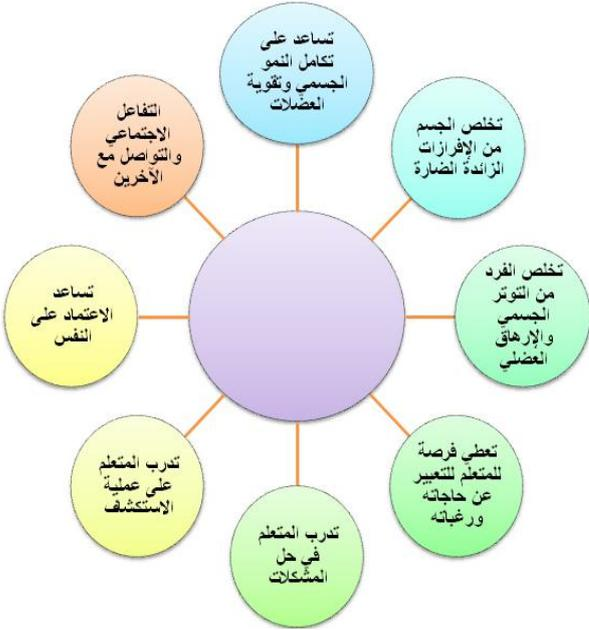 تساعد على
تكامل النمو
الجسمي وتقوية
العضلات
تخلص الجسم
من الإفرازات
الزائدة الضارة
تخلص الفرد
من التوتر
الجسمي
والإرهاق
العضلي
تعطي فرصة
للمتعلم للتعبير
عن حاجاته
ورغباته
تدرب المتعلم
في حل
المشكلات
تدرب المتعلم
على عملية
الاستكشاف
تساعد
الاعتماد على
النفس
التفاعل
الاجتماعي
والتواصل مع
الآخرين